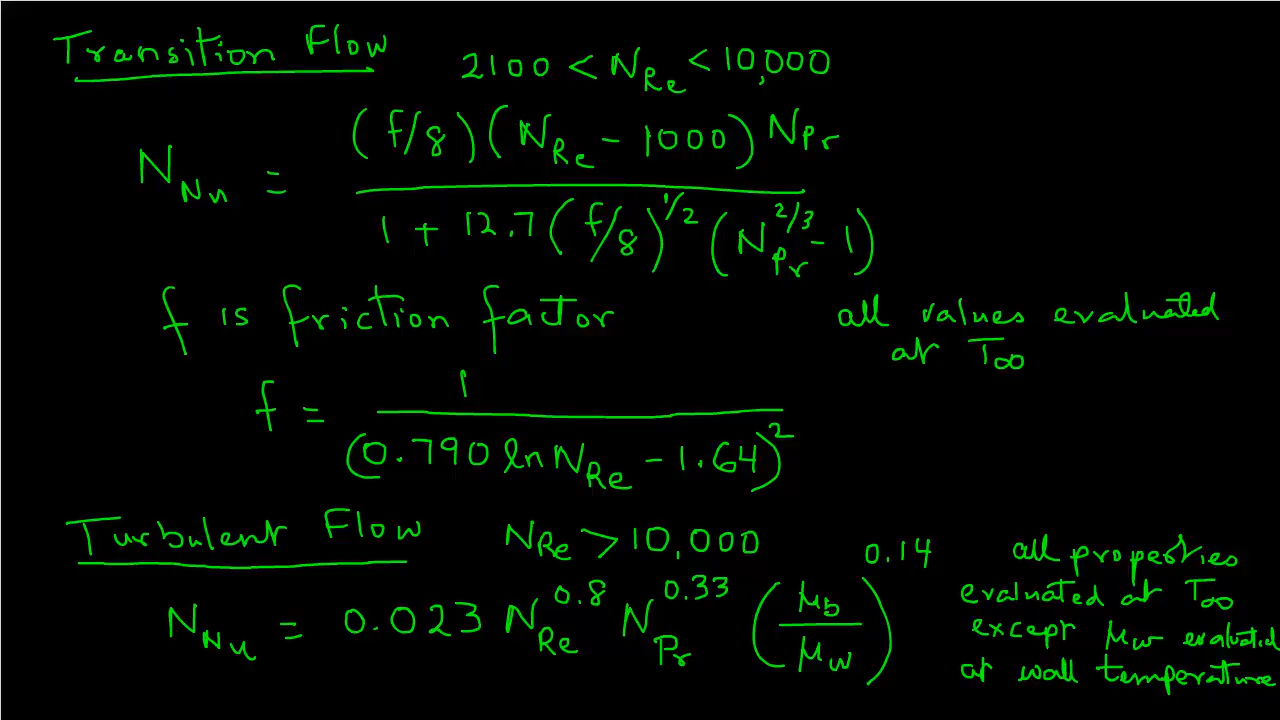 Transition Flow 2100 < N_Re < 10,000
N_Nu = (f/8)(N_Re - 1000) N_Pr / 1 + 12.7 (f/8)^1/2 (N_Pr^2/3 - 1)
f is friction factor
all values evaluated
at T∞
f = 1 / (0.790 ln N_Re - 1.64)^2
Turbulent Flow N_Re > 10,000
N_Nu = 0.023 N_Re^0.8 N_Pr^0.33 (μ_b / μ_w)^0.14
all properties
evaluated at T∞
except μ_w evaluated
at wall temperature